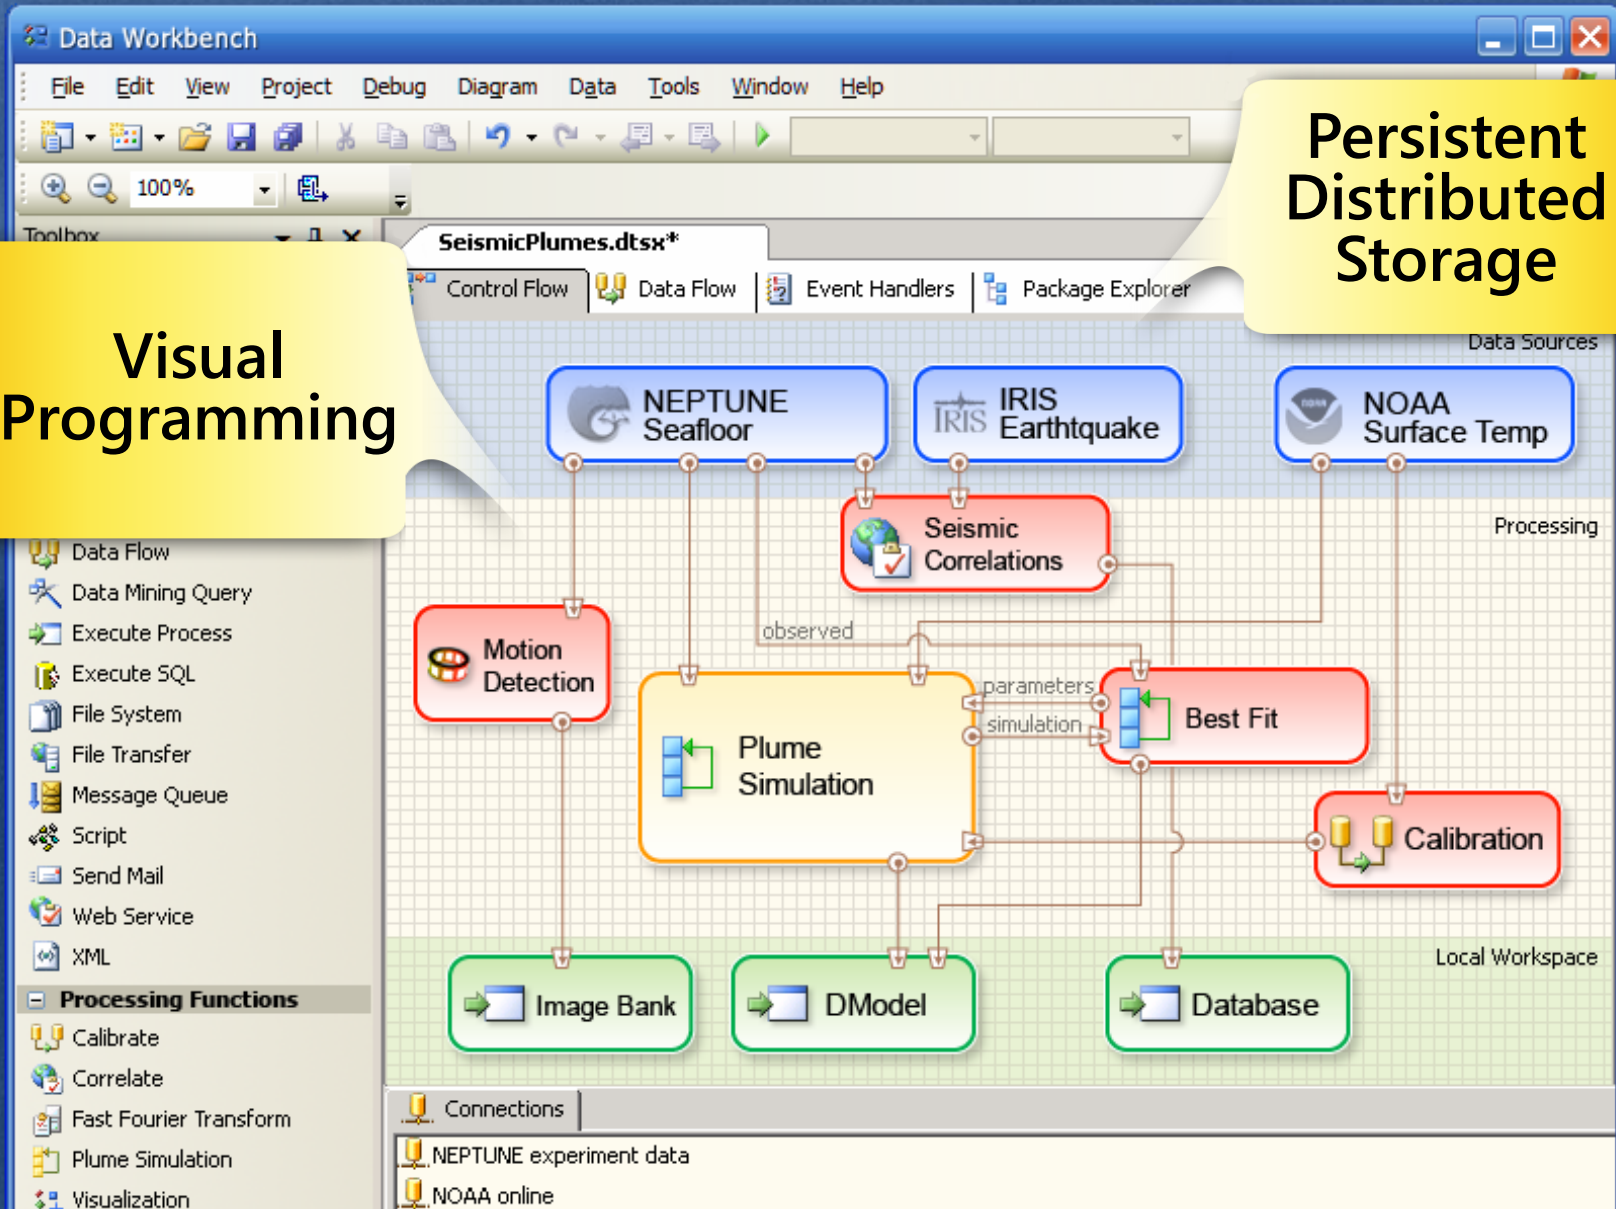 Data Workbench
File Edit View Project Debug Diagram Data Tools Window Help
100%
Toolbox
SeismicPlumes.dtsx*
Control Flow
Data Flow
Event Handlers
Package Explorer
Persistent
Distributed
Storage
Visual
Programming
Data Sources
NEPTUNE
Seafloor
IRIS
IRIS
Earthtquake
noaa
NOAA
Surface Temp
Processing
Seismic
Correlations
observed
Motion
Detection
parameters
simulation
Best Fit
Plume
Simulation
Calibration
Local Workspace
Image Bank
DModel
Database
Data Flow
Data Mining Query
Execute Process
Execute SQL
File System
File Transfer
Message Queue
Script
Send Mail
Web Service
XML
Processing Functions
Calibrate
Correlate
Fast Fourier Transform
Plume Simulation
Visualization
Connections
NEPTUNE experiment data
NOAA online